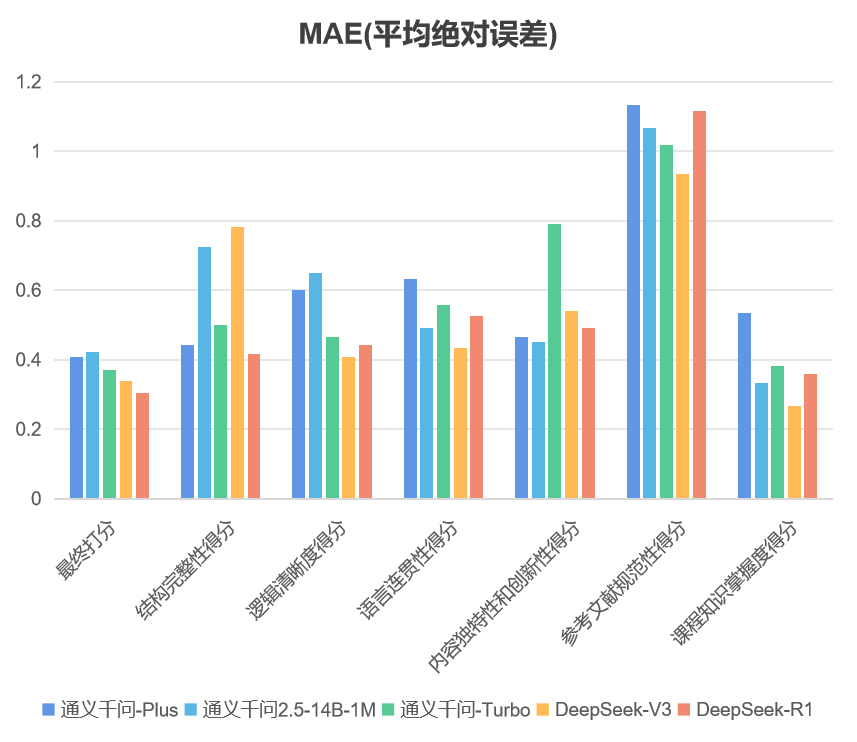 MAE(平均绝对误差)
1.2
1
0.8
0.6
0.4
0.2
0
最终打分
结构完整性得分
逻辑清晰度得分
语言连贯性得分
内容独特性和创新性得分
参考文献规范性得分
课程知识掌握度得分
通义千问-Plus 通义千问2.5-14B-1M 通义千问-Turbo DeepSeek-V3 DeepSeek-R1